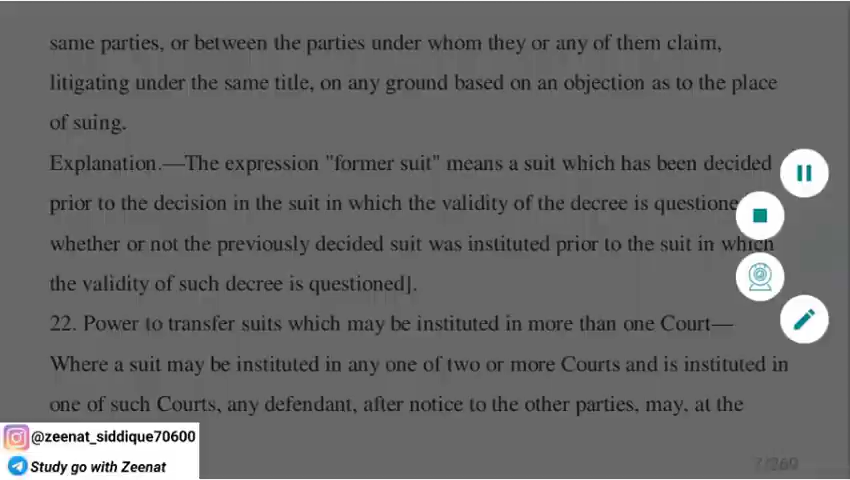 same parties, or between the parties under whom they or any of them claim,
litigating under the same title, on any ground based on an objection as to the place
of suing.
Explanation.—The expression "former suit" means a suit which has been decided
prior to the decision in the suit in which the validity of the decree is questione
whether or not the previously decided suit was instituted prior to the suit in which
the validity of such decree is questioned].
22. Power to transfer suits which may be instituted in more than one Court—
Where a suit may be instituted in any one of two or more Courts and is instituted in
one of such Courts, any defendant, after notice to the other parties, may, at the
@zeenat_siddique70600
Study go with Zeenat
7/269